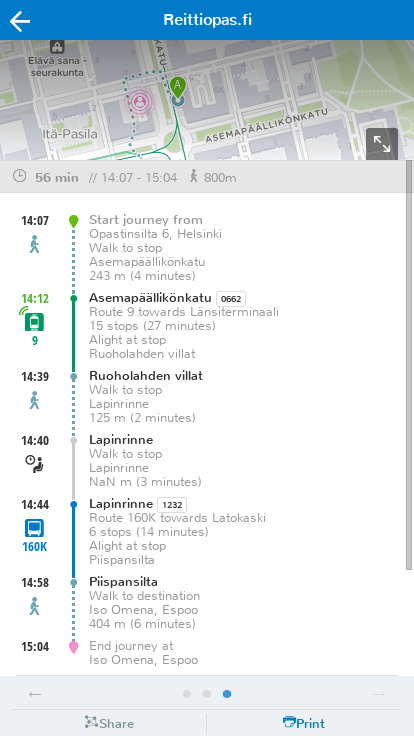 Reittiopas.fi
Elävä sana -
seurakunta
KATU
A
Itä-Pasila
ASEMAPÄÄLLIKÖNKATU
56 min // 14:07 - 15:04 800m
14:07 Start journey from
Opastinsilta 6, Helsinki
Walk to stop
Asemapäällikönkatu
243 m (4 minutes)
14:12 Asemapäällikönkatu 0662
Route 9 towards Länsiterminaali
15 stops (27 minutes)
9 Alight at stop
Ruoholahden villat
14:39 Ruoholahden villat
Walk to stop
Lapinrinne
125 m (2 minutes)
14:40 Lapinrinne
Walk to stop
Lapinrinne
NaN m (3 minutes)
14:44 Lapinrinne 1232
Route 160K towards Latokaski
6 stops (14 minutes)
160K Alight at stop
Piispansilta
14:58 Piispansilta
Walk to destination
Iso Omena, Espoo
404 m (6 minutes)
15:04 End journey at
Iso Omena, Espoo
Share Print